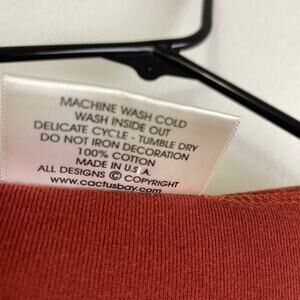 MACHINE WASH COLD
WASH INSIDE OUT
DELICATE CYCLE - TUMBLE DRY
DO NOT IRON DECORATION
100% COTTON
MADE IN U.S.A.
ALL DESIGNS © COPYRIGHT
www.cactusbay.com